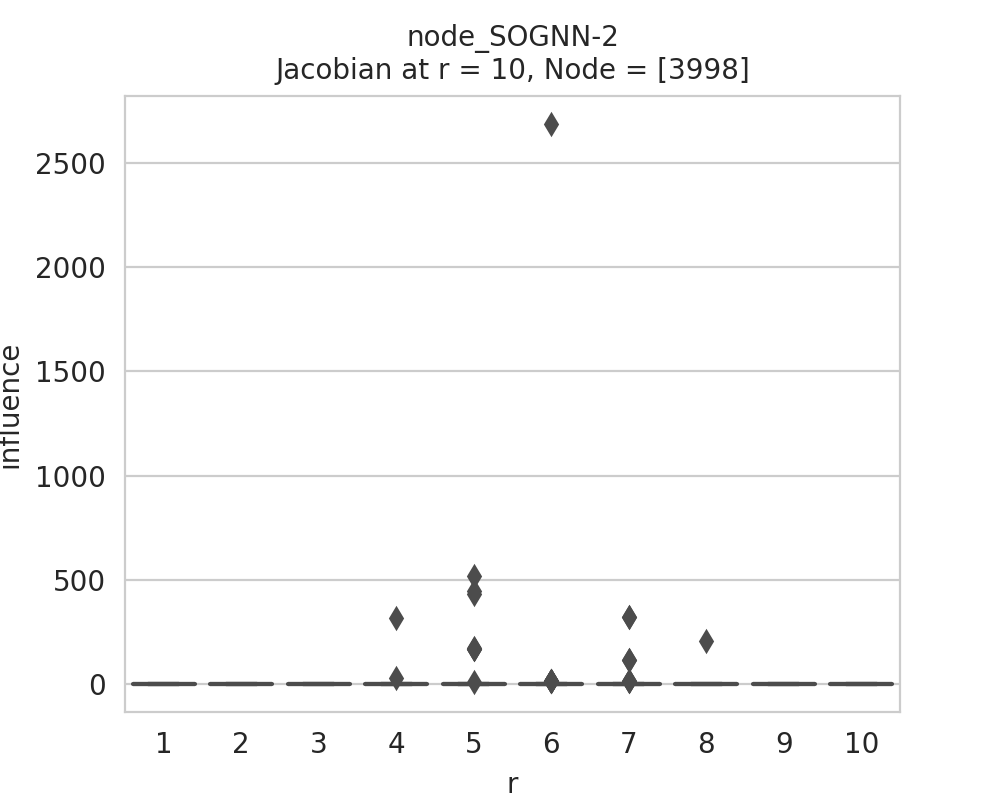 node_SOGNN-2
Jacobian at r = 10, Node = [3998]
2500
2000
1500
1000
500
0
influence
1 2 3 4 5 6 7 8 9 10
r